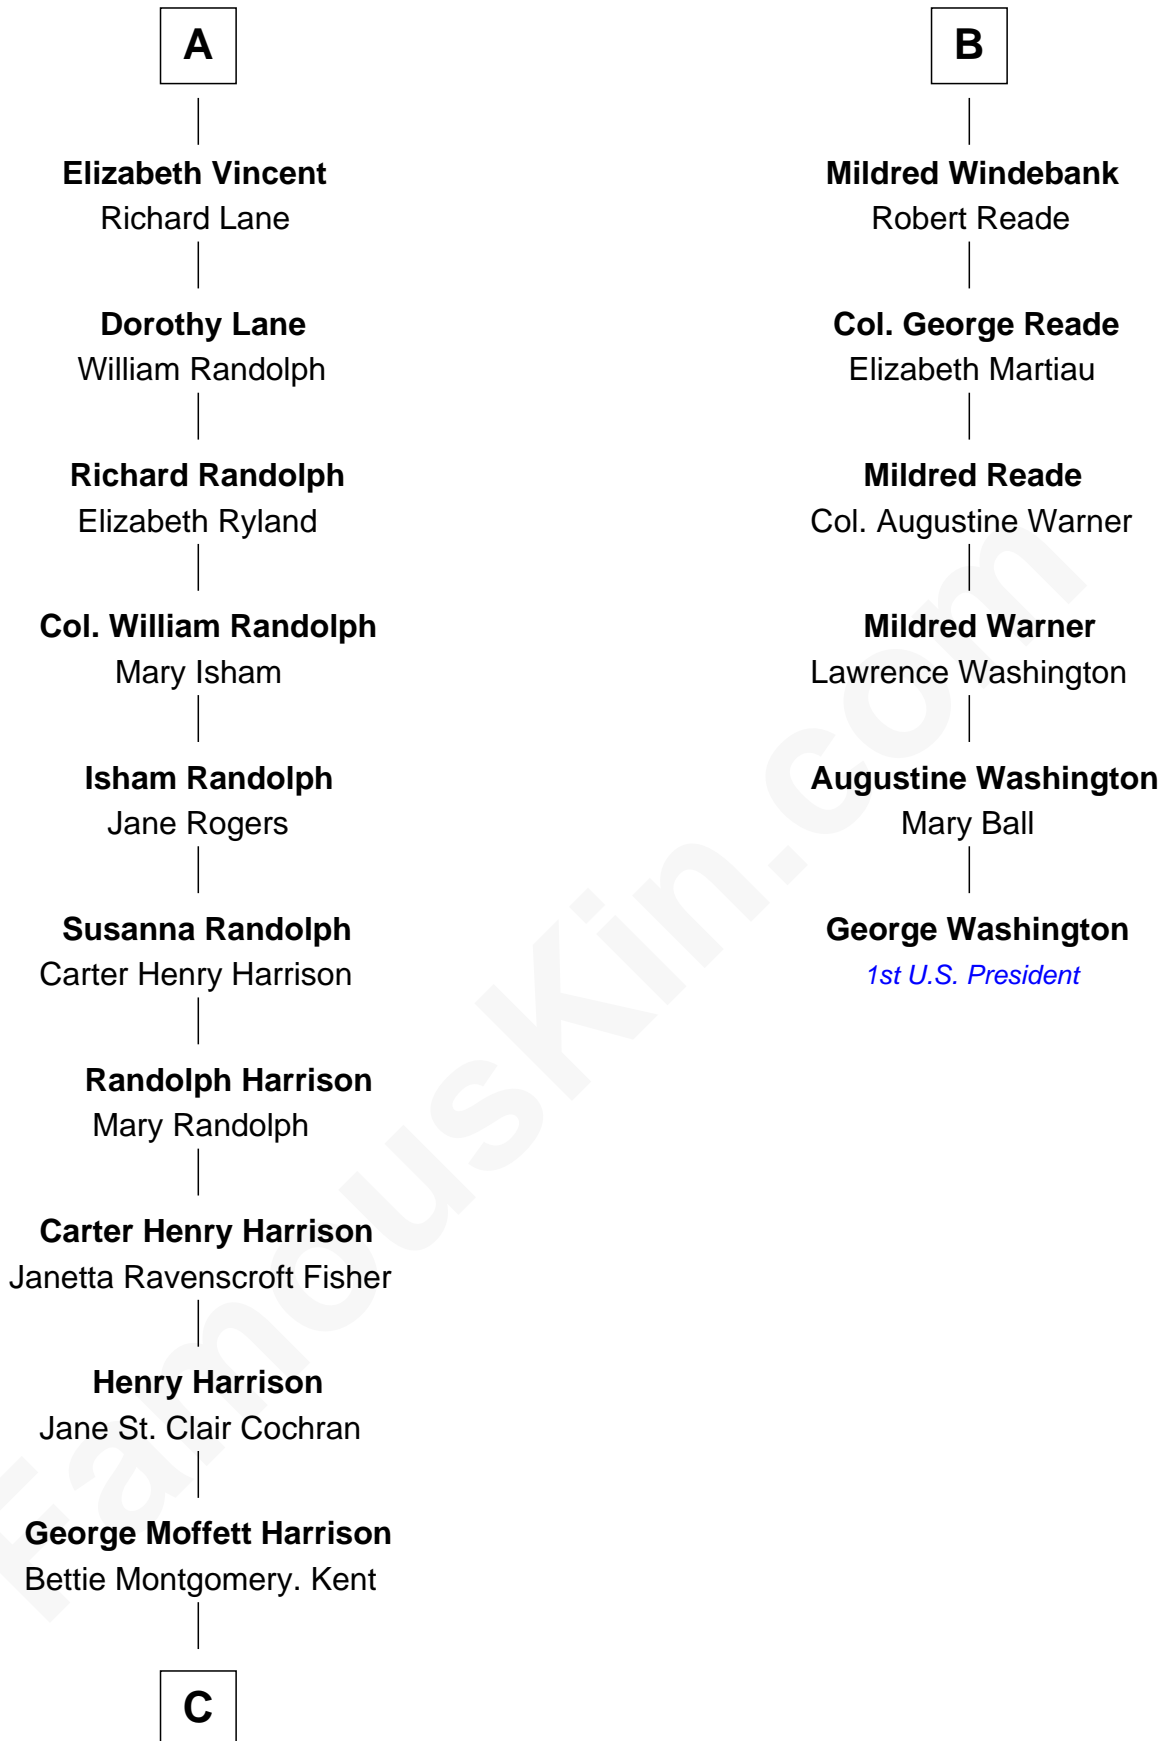 A
Elizabeth Vincent
Richard Lane
Dorothy Lane
William Randolph
Richard Randolph
Elizabeth Ryland
Col. William Randolph
Mary Isham
Isham Randolph
Jane Rogers
Susanna Randolph
Carter Henry Harrison
Randolph Harrison
Mary Randolph
Carter Henry Harrison
Janetta Ravenscroft Fisher
Henry Harrison
Jane St. Clair Cochran
George Moffett Harrison
Bettie Montgomery. Kent
C
B
Mildred Windebank
Robert Reade
Col. George Reade
Elizabeth Martiau
Mildred Reade
Col. Augustine Warner
Mildred Warner
Lawrence Washington
Augustine Washington
Mary Ball
George Washington
1st U.S. President
FamousKin.com